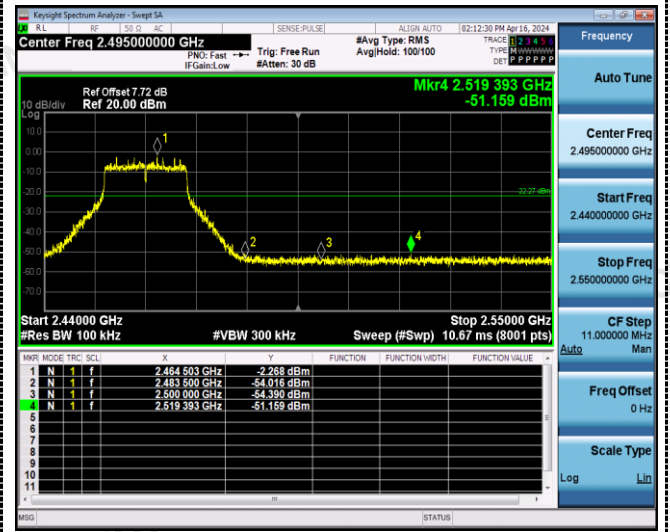 Keysight Spectrum Analyzer - Swept SA
RL RF 50 Ω AC SENSE:PULSE ALIGN AUTO 02:12:30 PM Apr 16, 2024
Center Freq 2.495000000 GHz
PNO: Fast
IFGain:Low
Trig: Free Run
#Atten: 30 dB
#Avg Type: RMS
Avg|Hold: 100/100
TRACE 1 2 3 4 5 6
TYPE MWWWWW
DET P P P P P P
Mkr4 2.519 393 GHz
-51.159 dBm
Ref Offset 7.72 dB
10 dB/div Ref 20.00 dBm
Log
10.0
0.00
-10.0
-20.0
-30.0
-40.0
-50.0
-60.0
-70.0
1
2
3
4
-22.27 dBm
Start 2.44000 GHz Stop 2.55000 GHz
#Res BW 100 kHz #VBW 300 kHz Sweep (#Swp) 10.67 ms (8001 pts)
MKR MODE TRC SCL X Y FUNCTION FUNCTION WIDTH FUNCTION VALUE
1 N 1 f 2.464 503 GHz -2.268 dBm
2 N 1 f 2.483 500 GHz -54.016 dBm
3 N 1 f 2.500 000 GHz -54.390 dBm
4 N 1 f 2.519 393 GHz -51.159 dBm
5
6
7
8
9
10
11
MSG STATUS
Frequency
Auto Tune
Center Freq
2.495000000 GHz
Start Freq
2.440000000 GHz
Stop Freq
2.550000000 GHz
CF Step
11.000000 MHz
Auto Man
Freq Offset
0 Hz
Scale Type
Log Lin